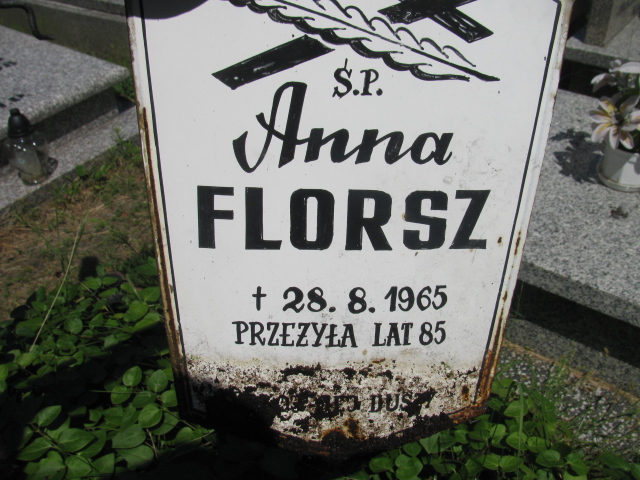 Ś.P.
Anna
FLORSZ
† 28. 8. 1965
PRZEŻYŁA LAT 85